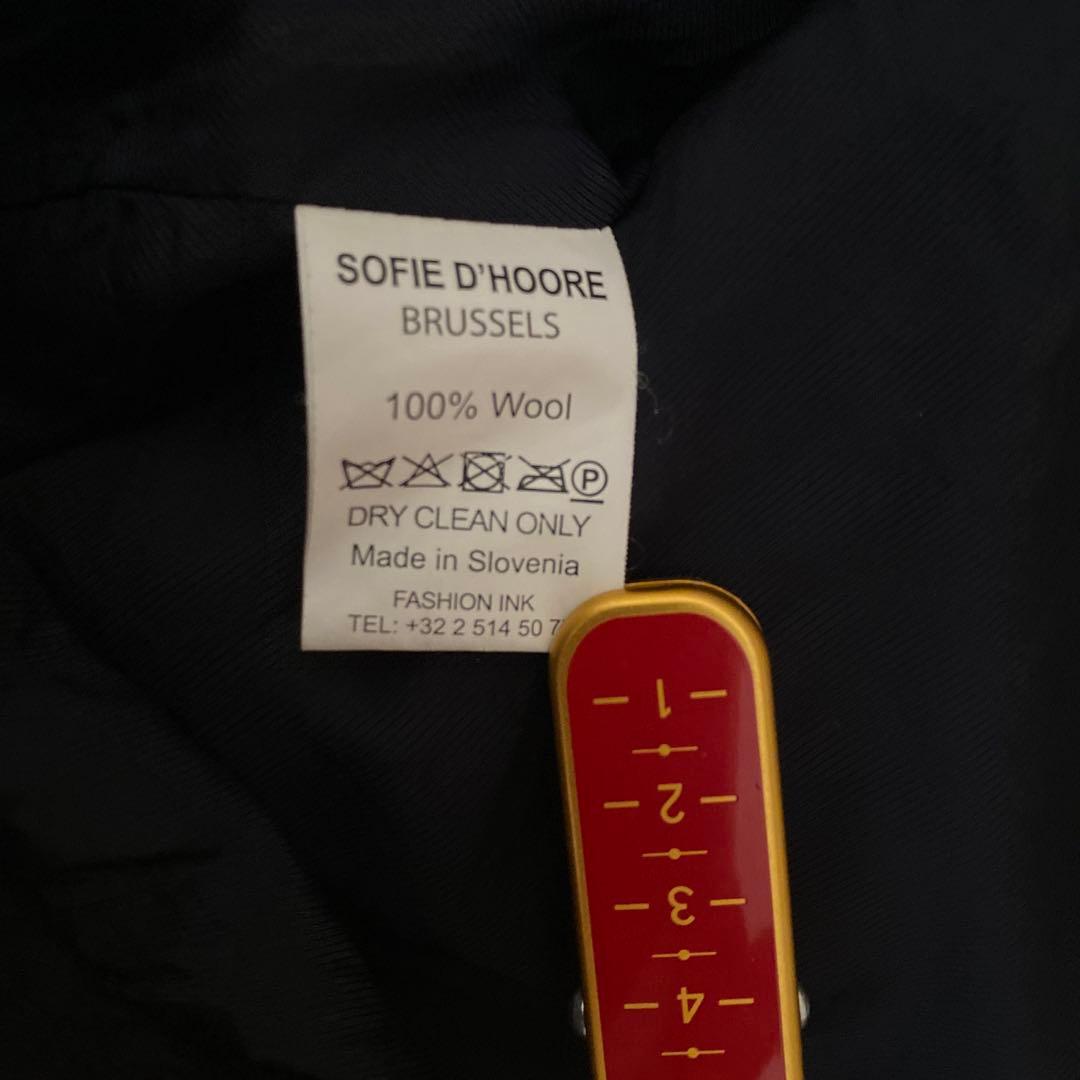 SOFIE D'HOORE
BRUSSELS
100% Wool
P
DRY CLEAN ONLY
Made in Slovenia
FASHION INK
TEL: +32 2 514 50
1
2
3
4